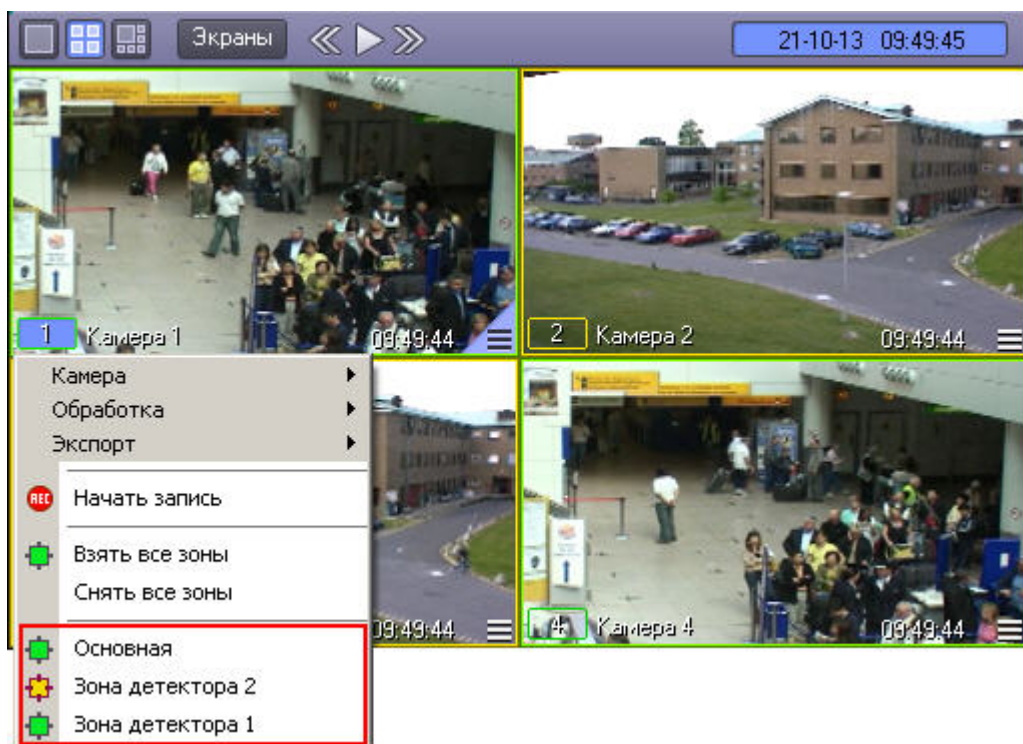 Экраны
21-10-13 09:49:45
1 Камера 1 09:49:44
2 Камера 2 09:49:44
Камера
Обработка
Экспорт
REC Начать запись
Взять все зоны
Снять все зоны
09:49:44
4 Камера 4 09:49:44
Основная
Зона детектора 2
Зона детектора 1